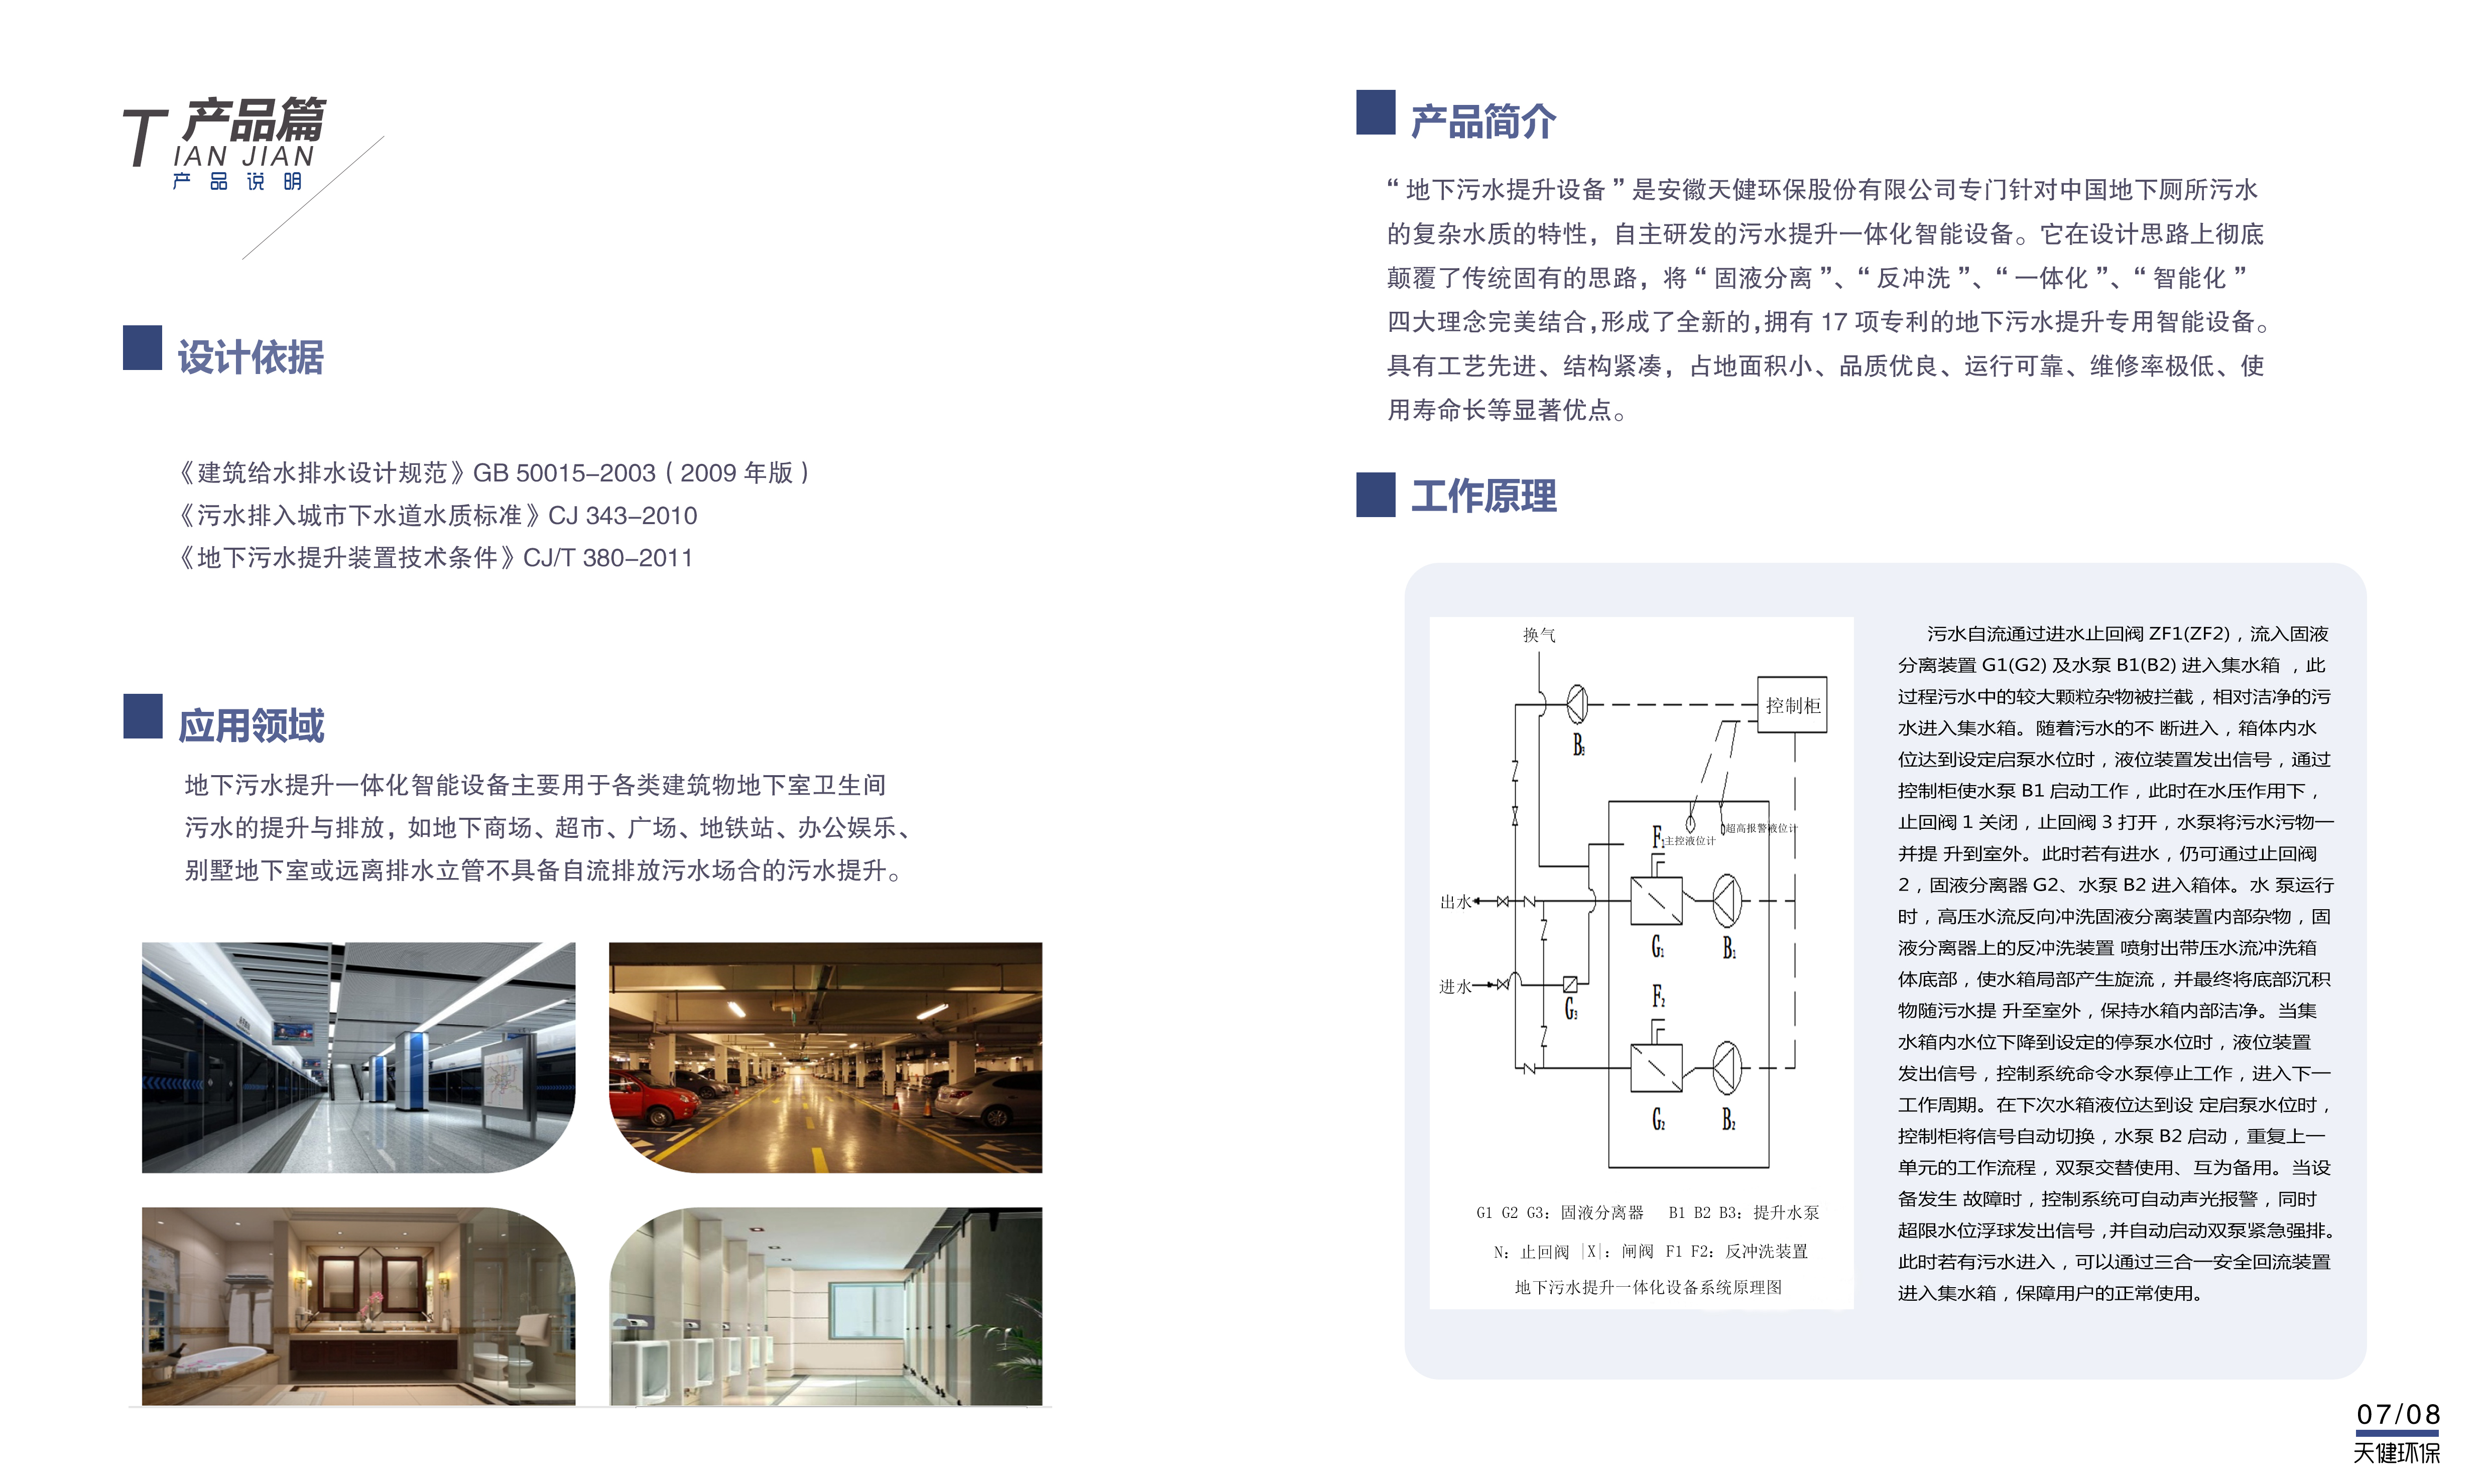 T 产品篇
IAN JIAN
产品说明
设计依据
《建筑给水排水设计规范》GB 50015-2003（2009 年版）
《污水排入城市下水道水质标准》CJ 343-2010
《地下污水提升装置技术条件》CJ/T 380-2011
应用领域
地下污水提升一体化智能设备主要用于各类建筑物地下室卫生间
污水的提升与排放，如地下商场、超市、广场、地铁站、办公娱乐、
别墅地下室或远离排水立管不具备自流排放污水场合的污水提升。
产品简介
“地下污水提升设备”是安徽天健环保股份有限公司专门针对中国地下厕所污水
的复杂水质的特性，自主研发的污水提升一体化智能设备。它在设计思路上彻底
颠覆了传统固有的思路，将“固液分离”、“反冲洗”、“一体化”、“智能化”
四大理念完美结合,形成了全新的,拥有 17 项专利的地下污水提升专用智能设备。
具有工艺先进、结构紧凑，占地面积小、品质优良、运行可靠、维修率极低、使
用寿命长等显著优点。
工作原理
换气
控制柜
B3
超高报警液位计
F1
主控液位计
出水
G1
B1
进水
G3
F2
G2
B2
G1 G2 G3：固液分离器 B1 B2 B3：提升水泵
N：止回阀 |X|：闸阀 F1 F2：反冲洗装置
地下污水提升一体化设备系统原理图
污水自流通过进水止回阀 ZF1(ZF2)，流入固液
分离装置 G1(G2) 及水泵 B1(B2) 进入集水箱 ，此
过程污水中的较大颗粒杂物被拦截，相对洁净的污
水进入集水箱。随着污水的不 断进入，箱体内水
位达到设定启泵水位时，液位装置发出信号，通过
控制柜使水泵 B1 启动工作，此时在水压作用下，
止回阀 1 关闭，止回阀 3 打开，水泵将污水污物一
并提 升到室外。此时若有进水，仍可通过止回阀
2，固液分离器 G2、水泵 B2 进入箱体。水 泵运行
时，高压水流反向冲洗固液分离装置内部杂物，固
液分离器上的反冲洗装置 喷射出带压水流冲洗箱
体底部，使水箱局部产生旋流，并最终将底部沉积
物随污水提 升至室外，保持水箱内部洁净。当集
水箱内水位下降到设定的停泵水位时，液位装置
发出信号，控制系统命令水泵停止工作，进入下一
工作周期。在下次水箱液位达到设 定启泵水位时，
控制柜将信号自动切换，水泵 B2 启动，重复上一
单元的工作流程，双泵交替使用、互为备用。当设
备发生 故障时，控制系统可自动声光报警，同时
超限水位浮球发出信号,并自动启动双泵紧急强排。
此时若有污水进入，可以通过三合一安全回流装置
进入集水箱，保障用户的正常使用。
07/08
天健环保